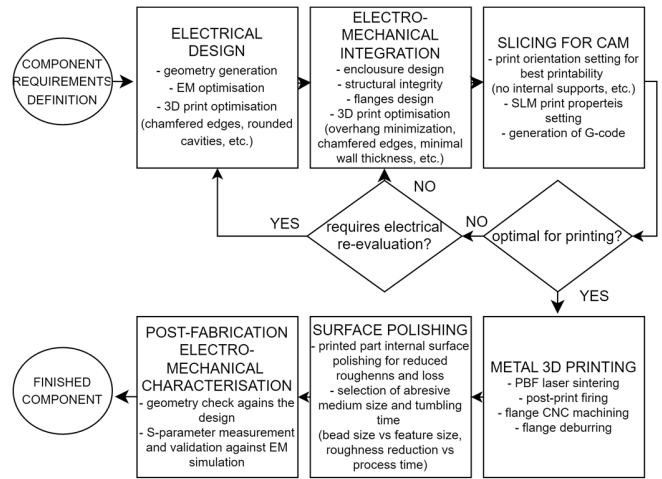 COMPONENT
REQUIREMENTS
DEFINITION
ELECTRICAL
DESIGN
- geometry generation
- EM optimisation
- 3D print optimisation
(chamfered edges, rounded
cavities, etc.)
ELECTRO-
MECHANICAL
INTEGRATION
- enclousure design
- structural integrity
- flanges design
- 3D print optimisation
(overhang minimization,
chamfered edges, minimal
wall thickness, etc.)
SLICING FOR CAM
- print orientation setting for
best printability
(no internal supports, etc.)
- SLM print properteis
setting
- generation of G-code
optimal for printing?
NO
requires electrical
re-evaluation?
NO
YES
YES
METAL 3D PRINTING
- PBF laser sintering
- post-print firing
- flange CNC machining
- flange deburring
SURFACE POLISHING
- printed part internal surface
polishing for reduced
roughenns and loss
- selection of abresive
medium size and tumbling
time
(bead size vs feature size,
roughness reduction vs
process time)
POST-FABRICATION
ELECTRO-
MECHANICAL
CHARACTERISATION
- geometry check agains the
design
- S-parameter measurement
and validation against EM
simulation
FINISHED
COMPONENT